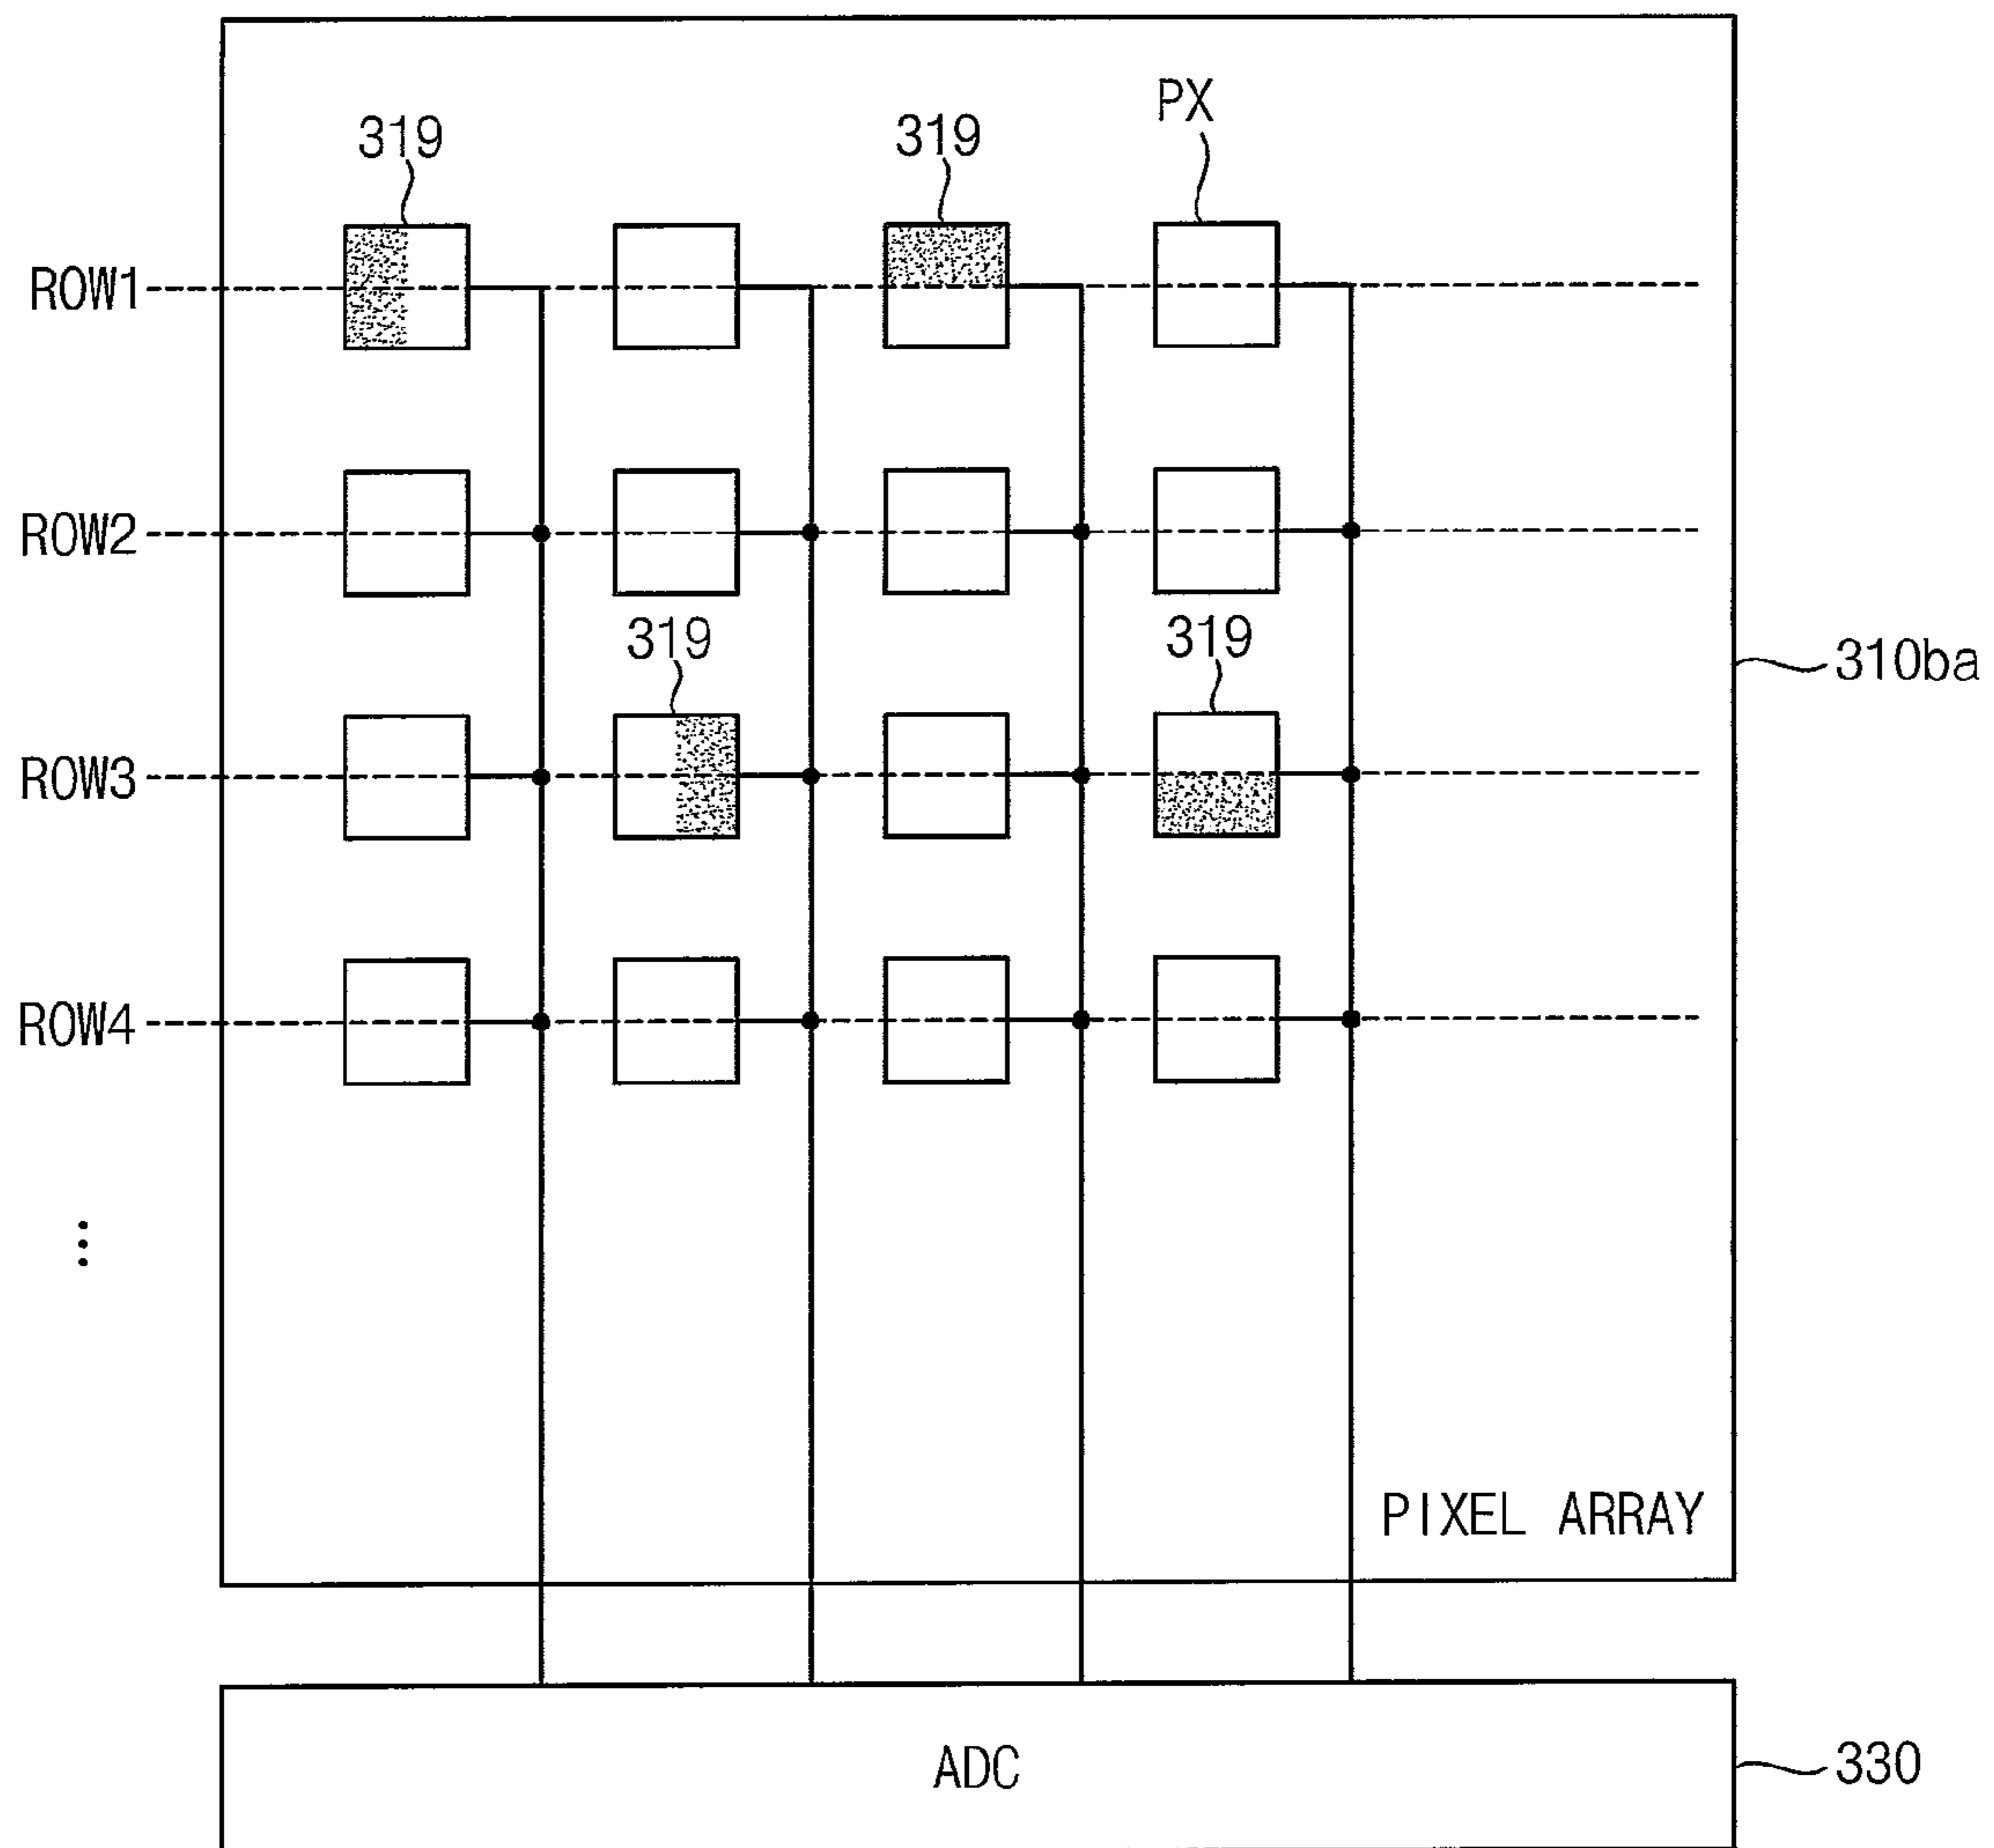 PX
319
319
ROW1
ROW2
319
319
310ba
ROW3
ROW4
⋮
PIXEL ARRAY
ADC
330